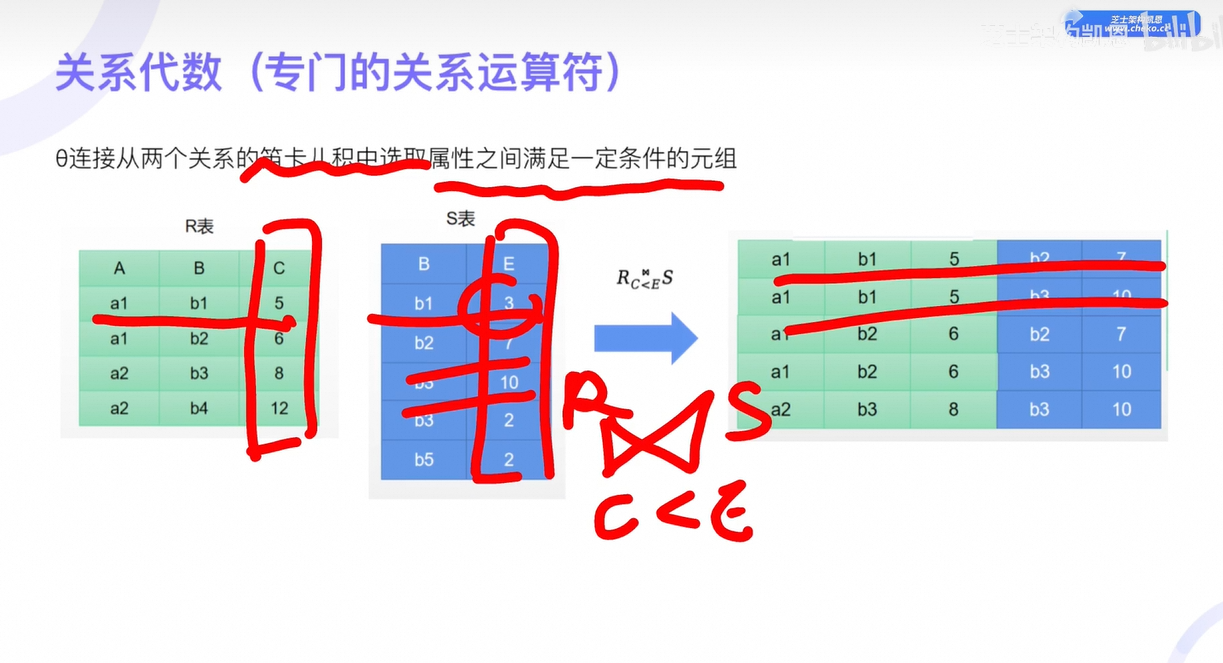 芝士架构凯恩
www.cheko.cc
bilibili
关系代数（专门的关系运算符）
θ连接从两个关系的笛卡儿积中选取属性之间满足一定条件的元组
R表
A B C
a1 b1 5
a1 b2 6
a2 b3 8
a2 b4 12
S表
B E
b1 3
b2 7
b3 10
b3 2
b5 2
R⋈S
C<E
a1 b1 5 b2 7
a1 b1 5 b3 10
a1 b2 6 b2 7
a1 b2 6 b3 10
a2 b3 8 b3 10
R ⋈ S
C < E